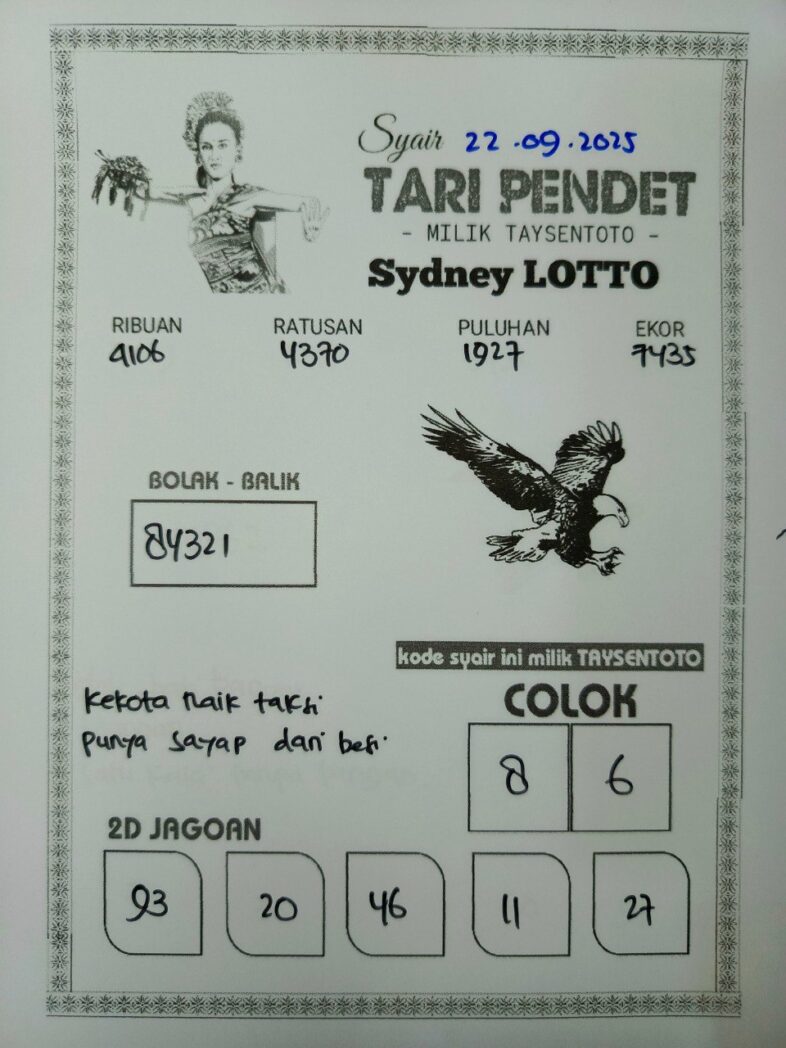 Syair 22.09.2025
TARI PENDET
- MILIK TAYSENTOTO -
Sydney LOTTO
RIBUAN RATUSAN PULUHAN EKOR
4106 4370 1927 7435
BOLAK - BALIK
84321
kode syair ini milik TAYSENTOTO
COLOK
8 6
Kekota naik taksi
punya sayap dari besi
2D JAGOAN
93 20 46 11 27